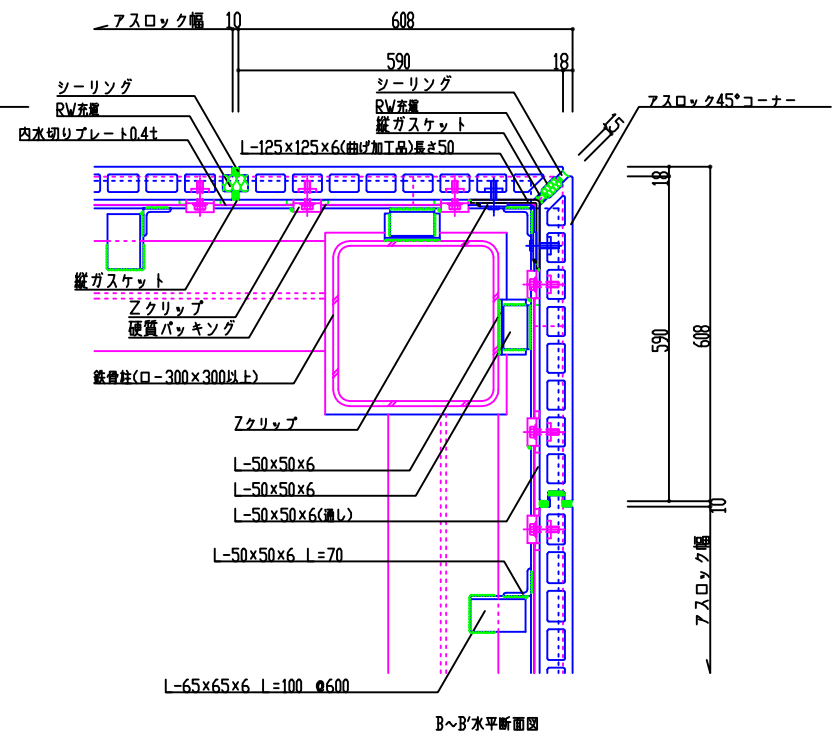 アスロック幅 10 608
590 18
シーリング
RW充填
内水切りプレート0.4t
シーリング
RW充填
縦ガスケット
L-125×125×6(曲げ加工品)長さ50
15
アスロック45°コーナー
18
590
608
10
アスロック幅
縦ガスケット
Zクリップ
硬質パッキング
鉄骨柱(ロ-300×300以上)
Zクリップ
L-50×50×6
L-50×50×6
L-50×50×6(通し)
L-50×50×6 L=70
L-65×65×6 L=100 @600
B～B'水平断面図